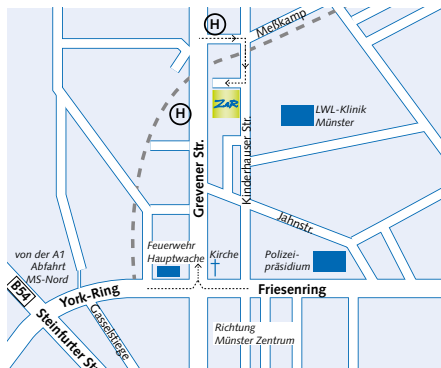 H
Meßkamp
ZaR
H
LWL-Klinik
Münster
Grevener Str.
Kinderhauser Str.
Jahnstr
Feuerwehr
Hauptwache
Kirche
Polizei-
präsidium
von der A1
Abfahrt
MS-Nord
B54
York-Ring
Friesenring
Steinfurter Str
Gasselstiege
Richtung
Münster Zentrum